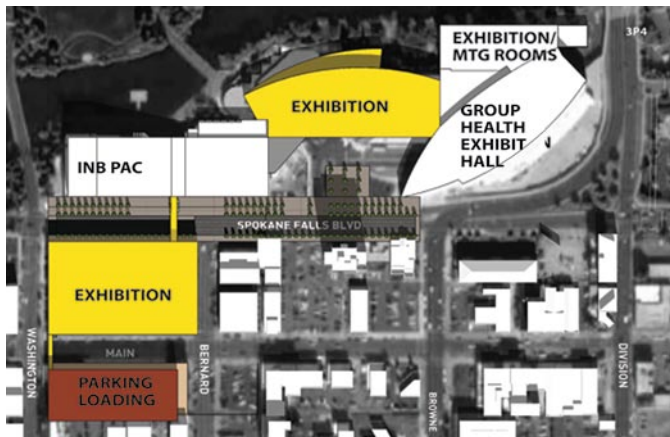 EXHIBITION/
MTG ROOMS
3P4
EXHIBITION
GROUP
HEALTH
EXHIBIT
HALL
INB PAC
SPOKANE FALLS BLVD
EXHIBITION
WASHINGTON
MAIN
BERNARD
PARKING
LOADING
BROWNE
DIVISION